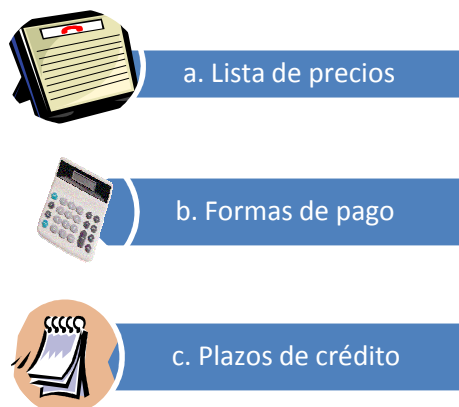 a. Lista de precios
b. Formas de pago
c. Plazos de crédito